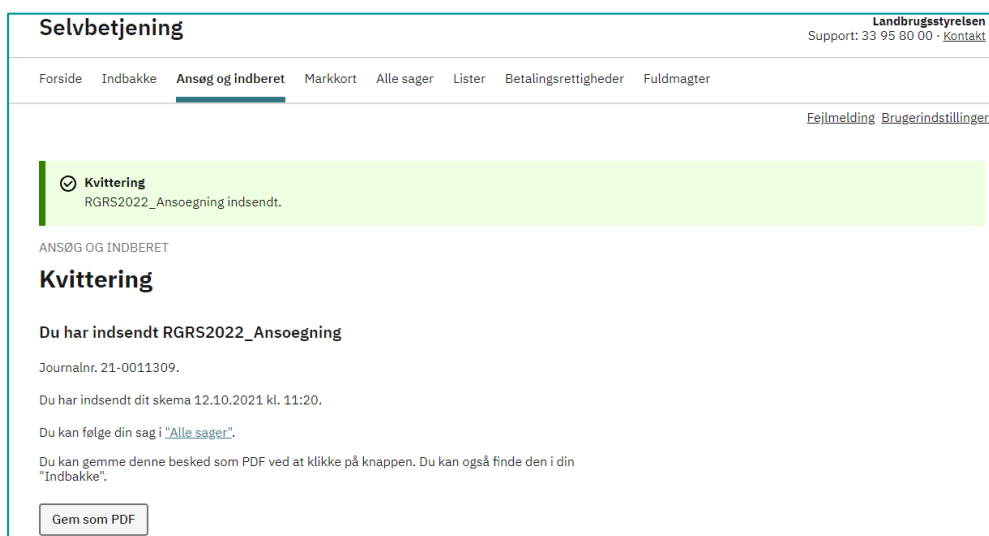 Selvbetjening
Landbrugsstyrelsen
Support: 33 95 80 00 · Kontakt
Forside Indbakke Ansøg og indberet Markkort Alle sager Lister Betalingsrettigheder Fuldmagter
Fejlmelding Brugerindstillinger
Kvittering
RGRS2022_Ansoegning indsendt.
ANSØG OG INDBERET
Kvittering
Du har indsendt RGRS2022_Ansoegning
Journalnr. 21-0011309.
Du har indsendt dit skema 12.10.2021 kl. 11:20.
Du kan følge din sag i "Alle sager".
Du kan gemme denne besked som PDF ved at klikke på knappen. Du kan også finde den i din
"Indbakke".
Gem som PDF